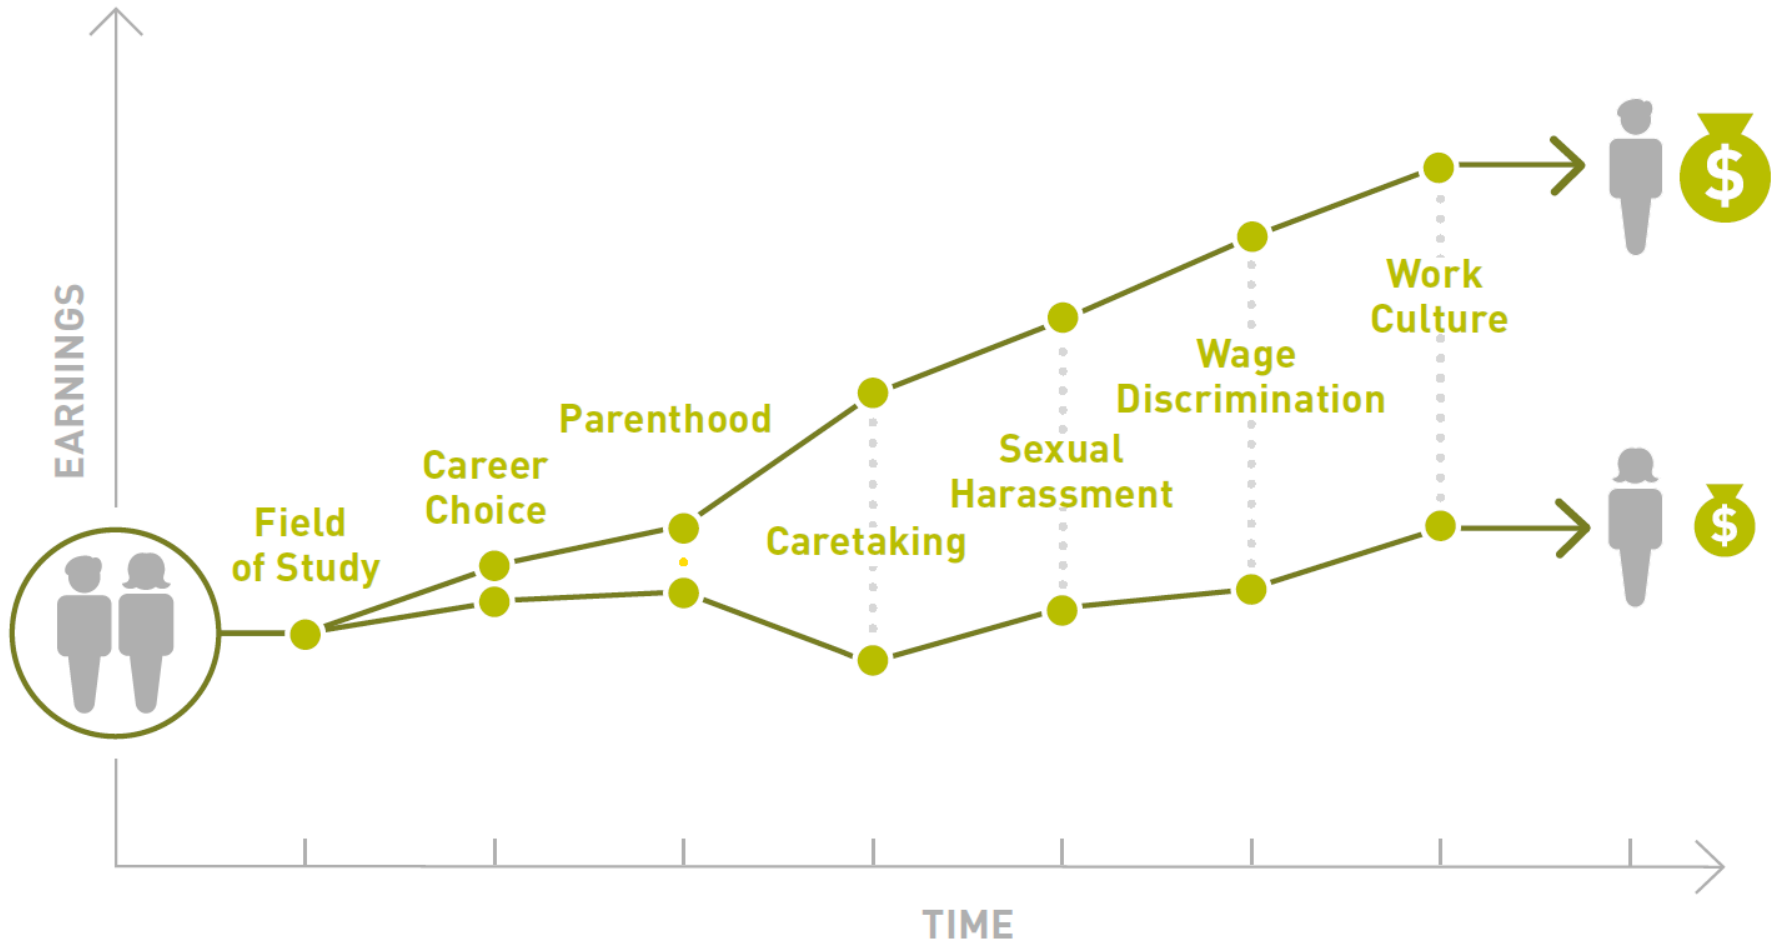 EARNINGS
Field
of Study
Career
Choice
Parenthood
Caretaking
Sexual
Harassment
Wage
Discrimination
Work
Culture
$
$
TIME